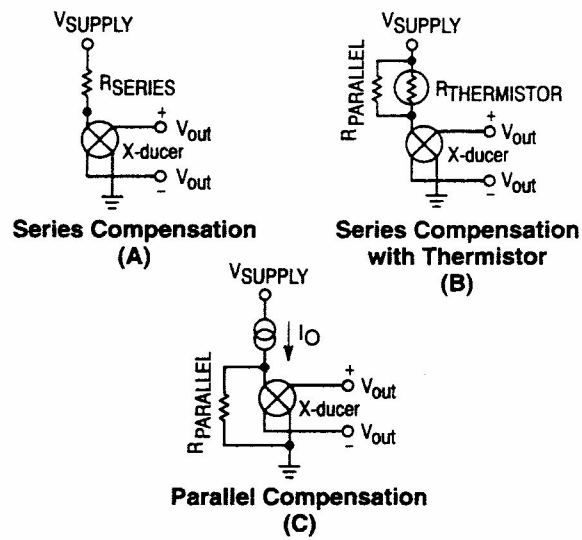 VSUPPLY
RSERIES
+
Vout
X-ducer
Vout
−
Series Compensation
(A)
VSUPPLY
RPARALLEL
RTHERMISTOR
+
Vout
X-ducer
Vout
−
Series Compensation
with Thermistor
(B)
VSUPPLY
IO
RPARALLEL
+
Vout
X-ducer
Vout
−
Parallel Compensation
(C)